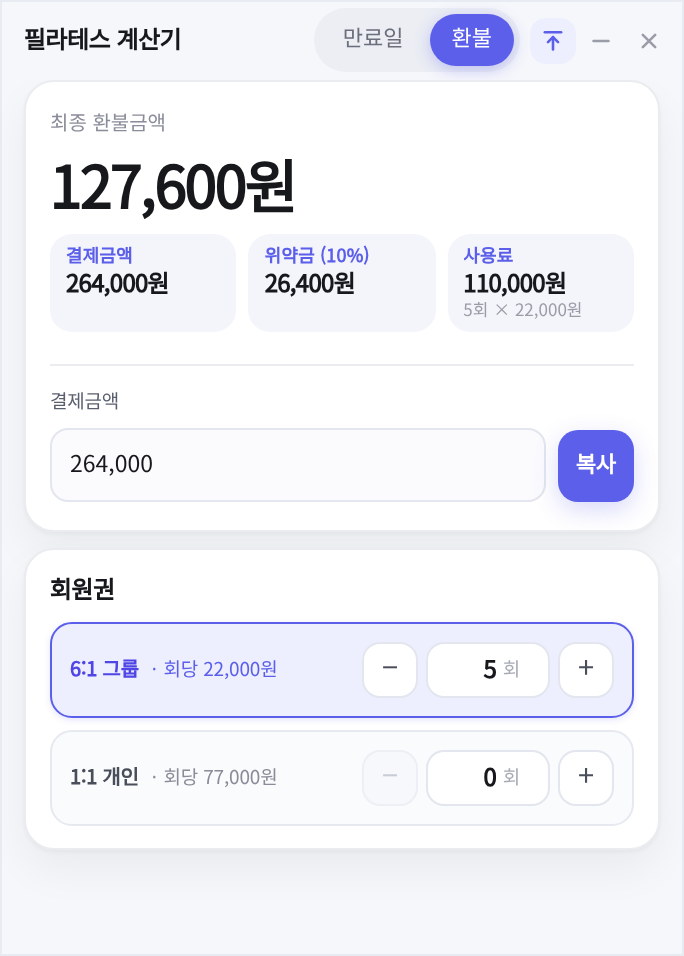 필라테스 계산기 만료일 환불
최종 환불금액
127,600원
결제금액
264,000원
위약금 (10%)
26,400원
사용료
110,000원
5회 × 22,000원
결제금액
264,000 복사
회원권
6:1 그룹 · 회당 22,000원 − 5 회 +
1:1 개인 · 회당 77,000원 − 0 회 +